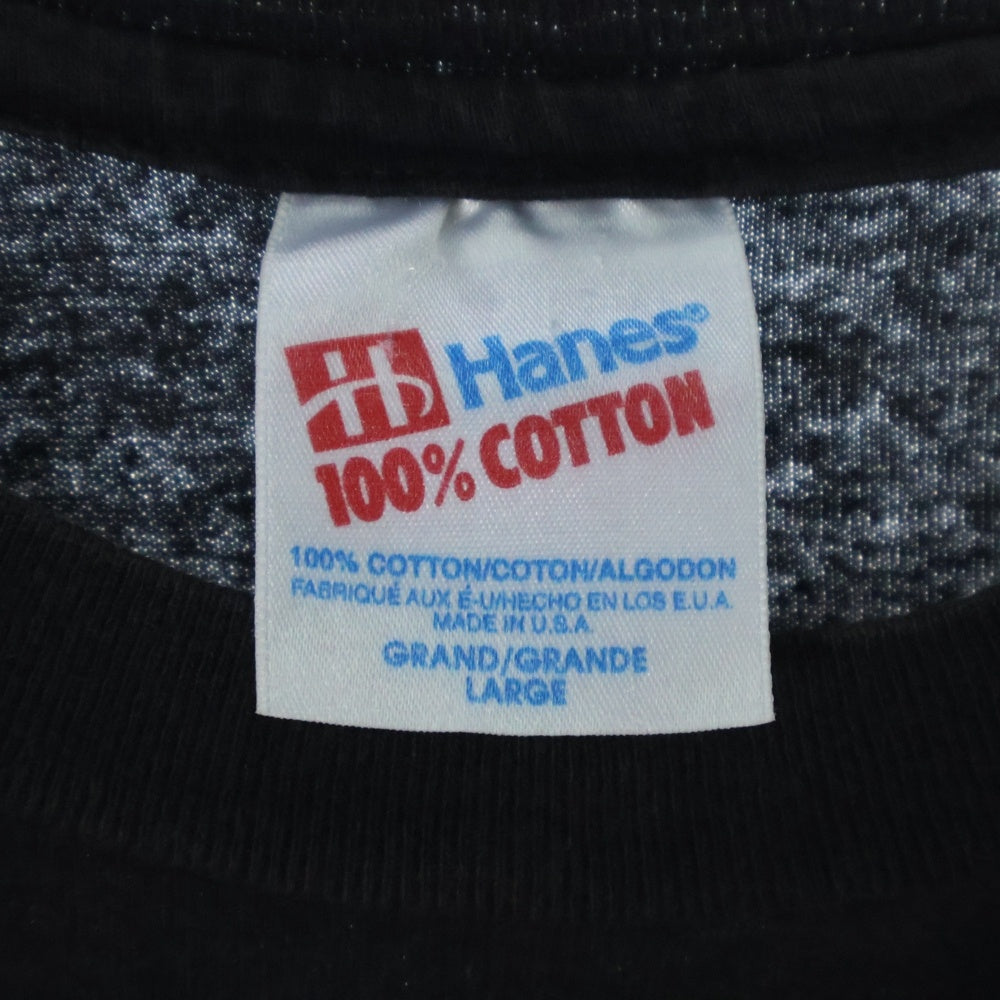 Hanes®
100% COTTON
100% COTTON/COTON/ALGODON
FABRIQUÉ AUX É-U/HECHO EN LOS E.U.A.
MADE IN U.S.A.
GRAND/GRANDE
LARGE